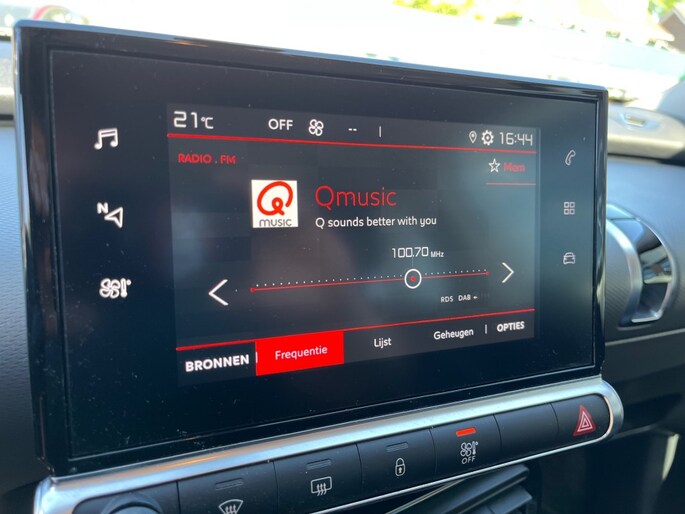 21°C OFF -- 16:44
RADIO . FM
Mem
Q
music
Qmusic
Q sounds better with you
100.70 MHz
RDS DAB
BRONNEN Frequentie Lijst Geheugen OPTIES
N
OFF